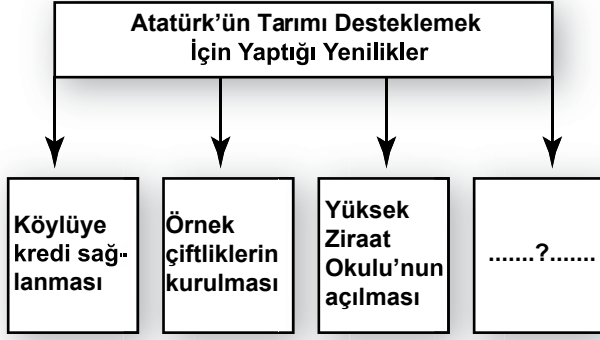 Atatürk’ün Tarımı Desteklemek
İçin Yaptığı Yenilikler
Köylüye
kredi sağ-
lanması
Örnek
çiftliklerin
kurulması
Yüksek
Ziraat
Okulu’nun
açılması
.......?.......